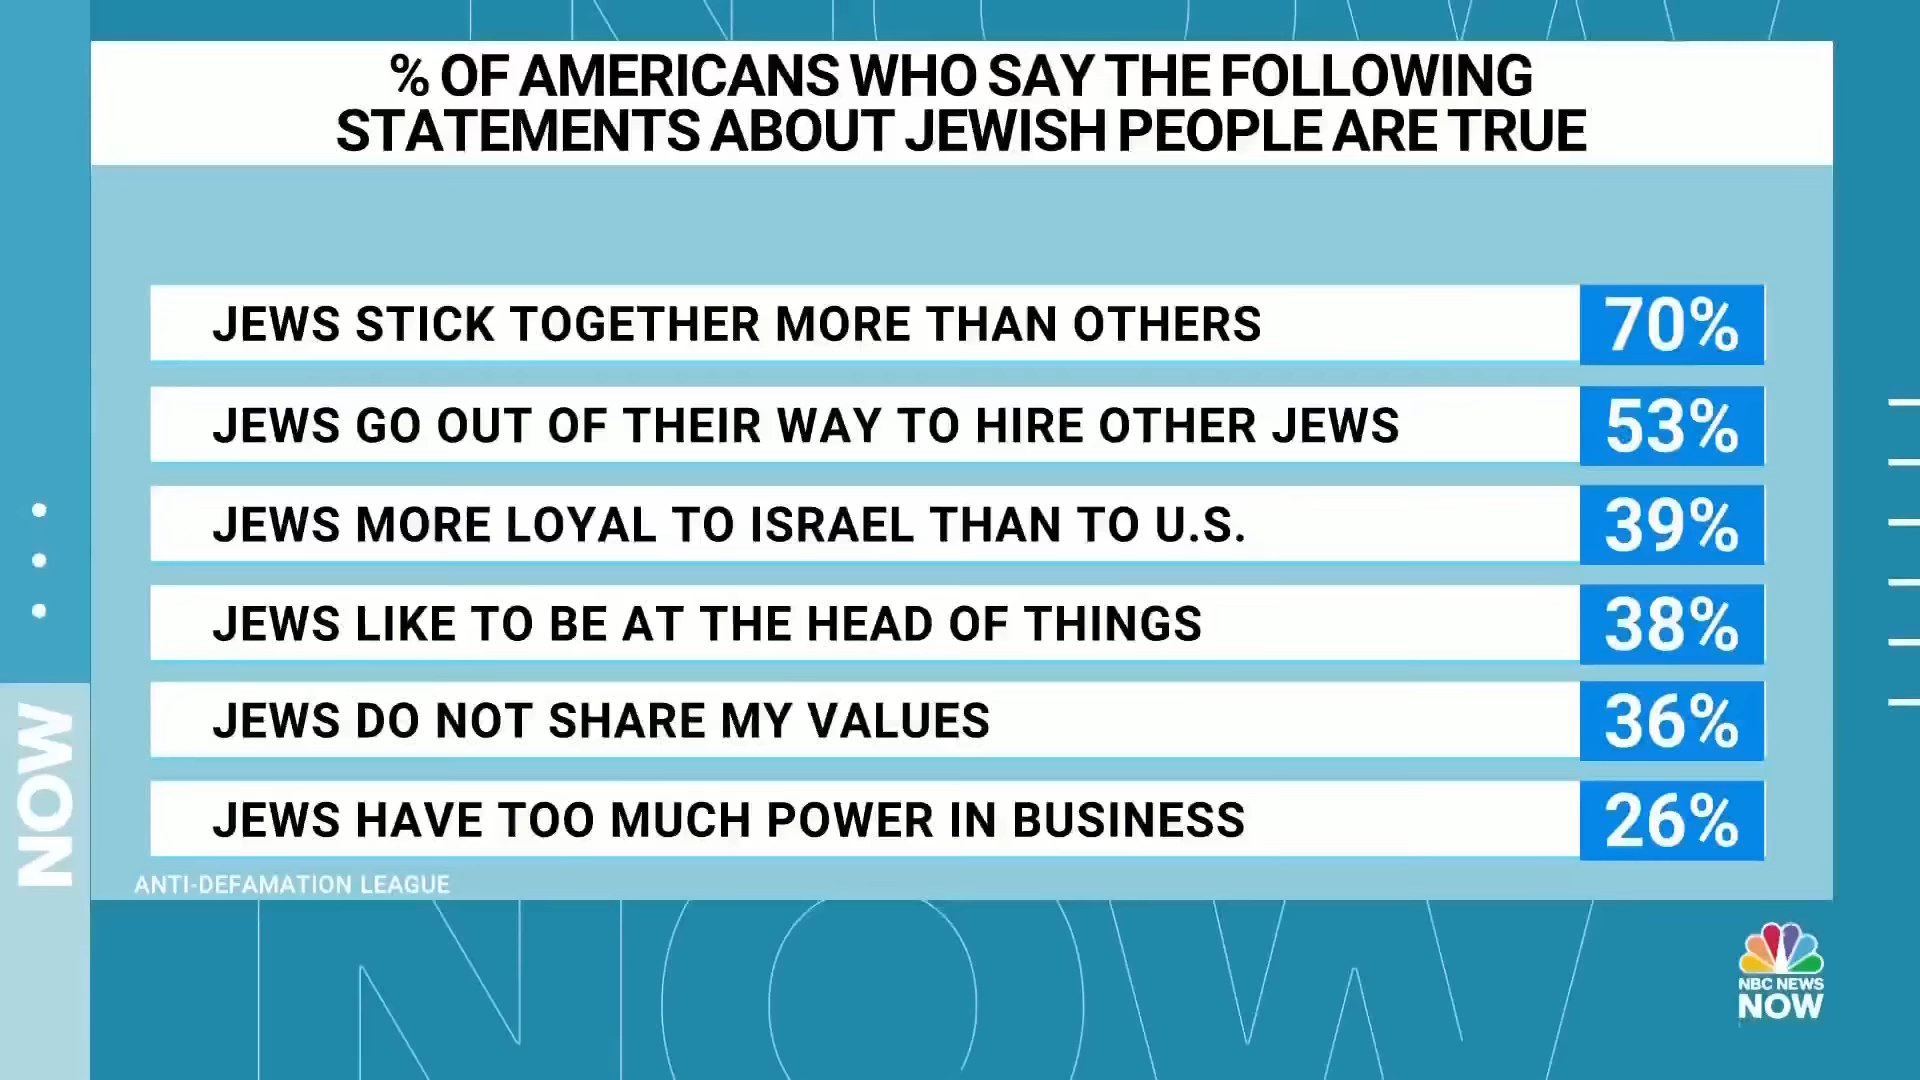 % OF AMERICANS WHO SAY THE FOLLOWING
STATEMENTS ABOUT JEWISH PEOPLE ARE TRUE
JEWS STICK TOGETHER MORE THAN OTHERS 70%
JEWS GO OUT OF THEIR WAY TO HIRE OTHER JEWS 53%
JEWS MORE LOYAL TO ISRAEL THAN TO U.S. 39%
JEWS LIKE TO BE AT THE HEAD OF THINGS 38%
JEWS DO NOT SHARE MY VALUES 36%
JEWS HAVE TOO MUCH POWER IN BUSINESS 26%
ANTI-DEFAMATION LEAGUE
NOW
NOW
NBC NEWS
NOW